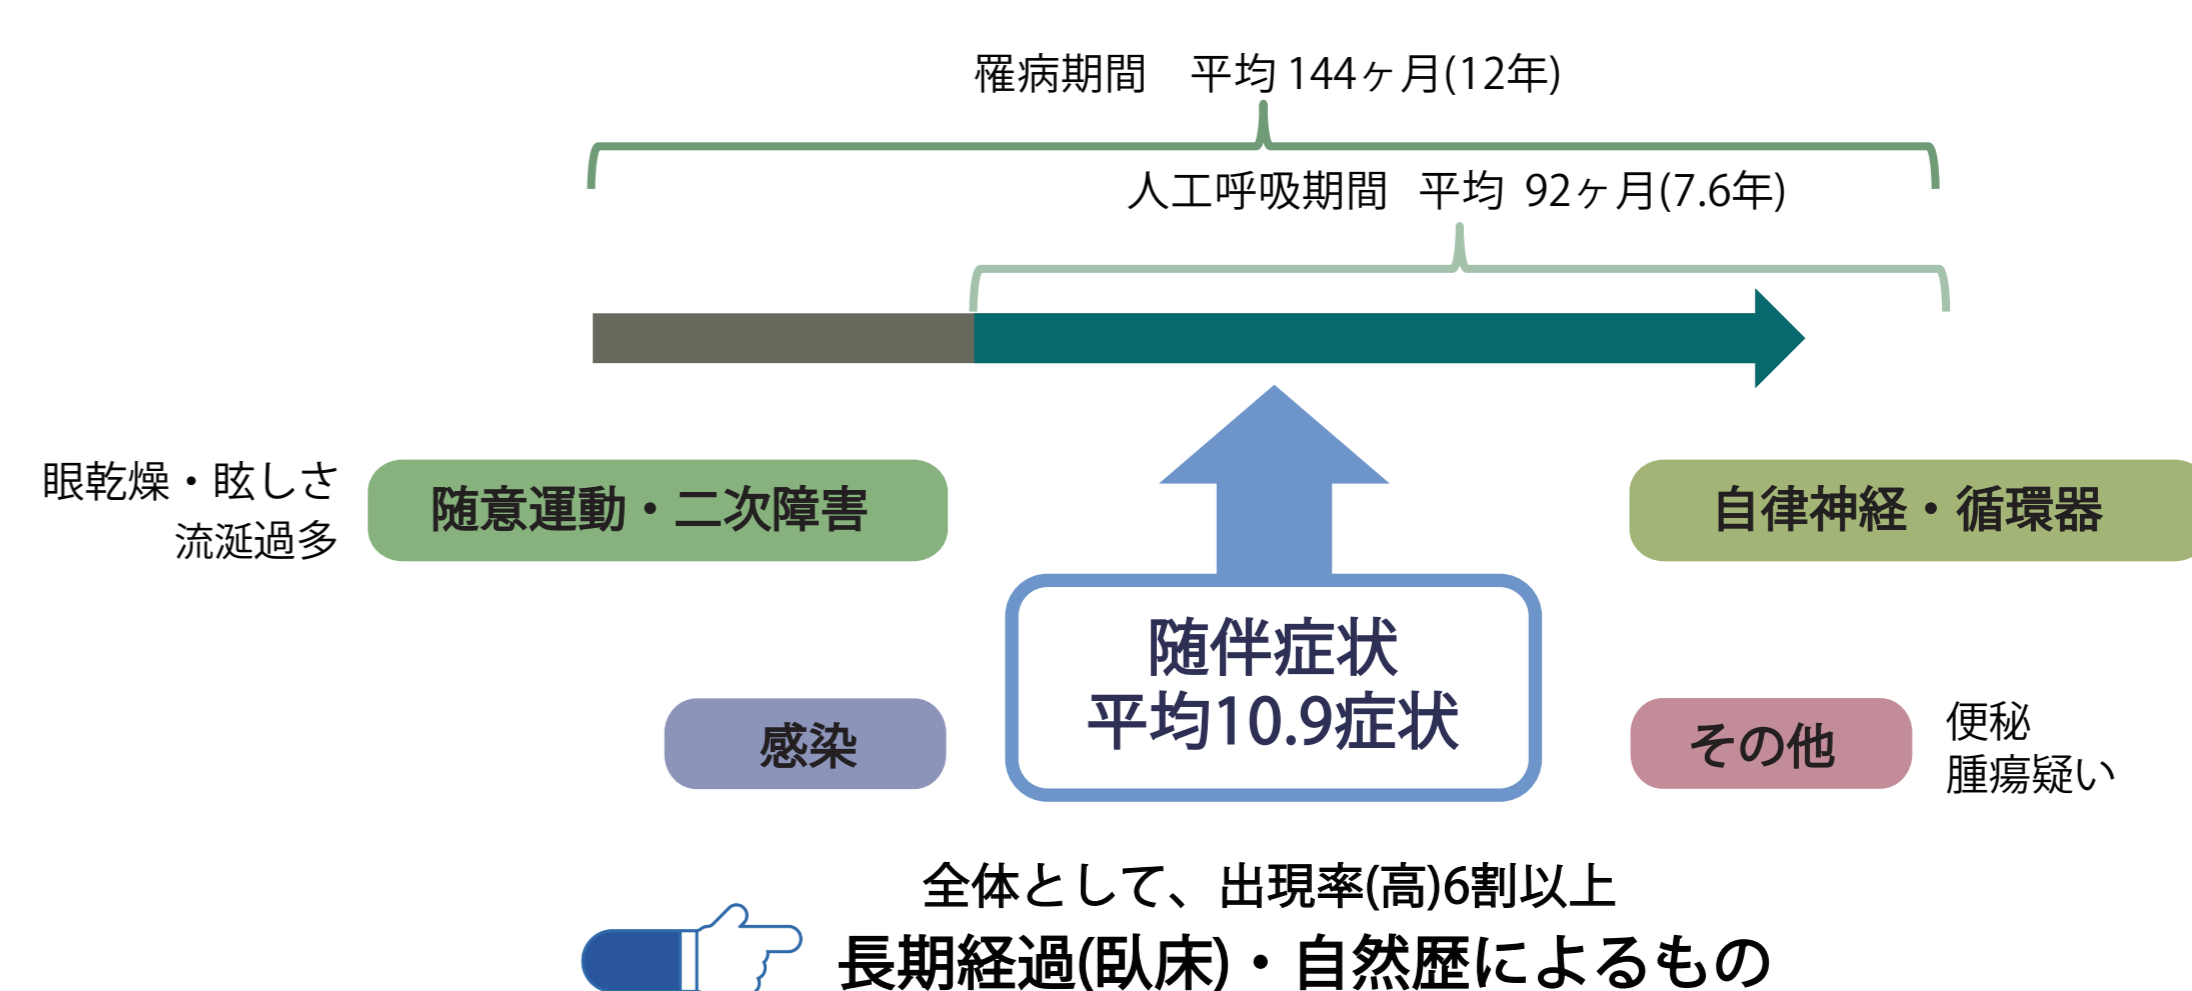 罹病期間 平均 144ヶ月(12年)
人工呼吸期間 平均 92ヶ月(7.6年)
眼乾燥・眩しさ
流涎過多
随意運動・二次障害
自律神経・循環器
随伴症状
平均10.9症状
感染
その他
便秘
腫瘍疑い
全体として、出現率(高)6割以上
長期経過(臥床)・自然歴によるもの